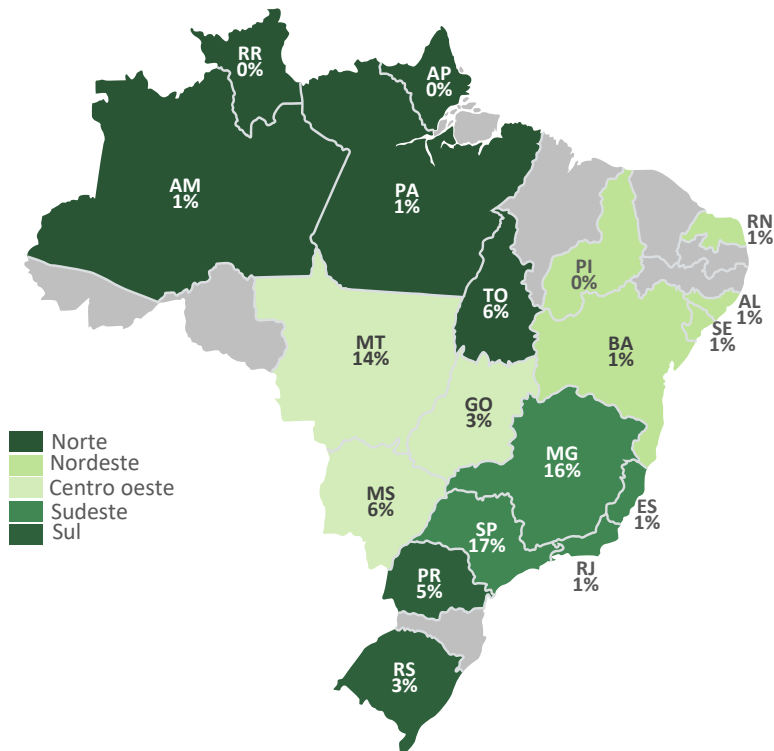 RR
0%
AP
0%
AM
1%
PA
1%
RN
1%
PI
0%
TO
6%
AL
1%
SE
1%
MT
14%
BA
1%
GO
3%
Norte
Nordeste
Centro oeste
Sudeste
Sul
MG
16%
MS
6%
ES
1%
SP
17%
RJ
1%
PR
5%
RS
3%